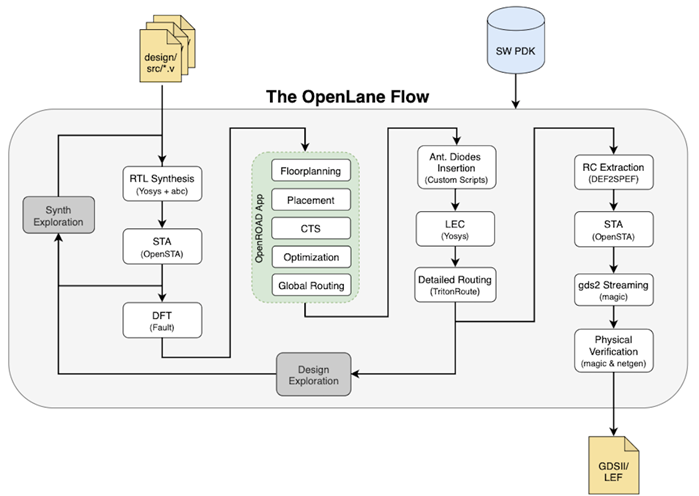 design/
src/*.v
SW PDK
The OpenLane Flow
RTL Synthesis
(Yosys + abc)
Synth
Exploration
STA
(OpenSTA)
DFT
(Fault)
OpenROAD App
Floorplanning
Placement
CTS
Optimization
Global Routing
Design
Exploration
Ant. Diodes
Insertion
(Custom Scripts)
LEC
(Yosys)
Detailed Routing
(TritonRoute)
RC Extraction
(DEF2SPEF)
STA
(OpenSTA)
gds2 Streaming
(magic)
Physical
Verification
(magic & netgen)
GDSII/
LEF